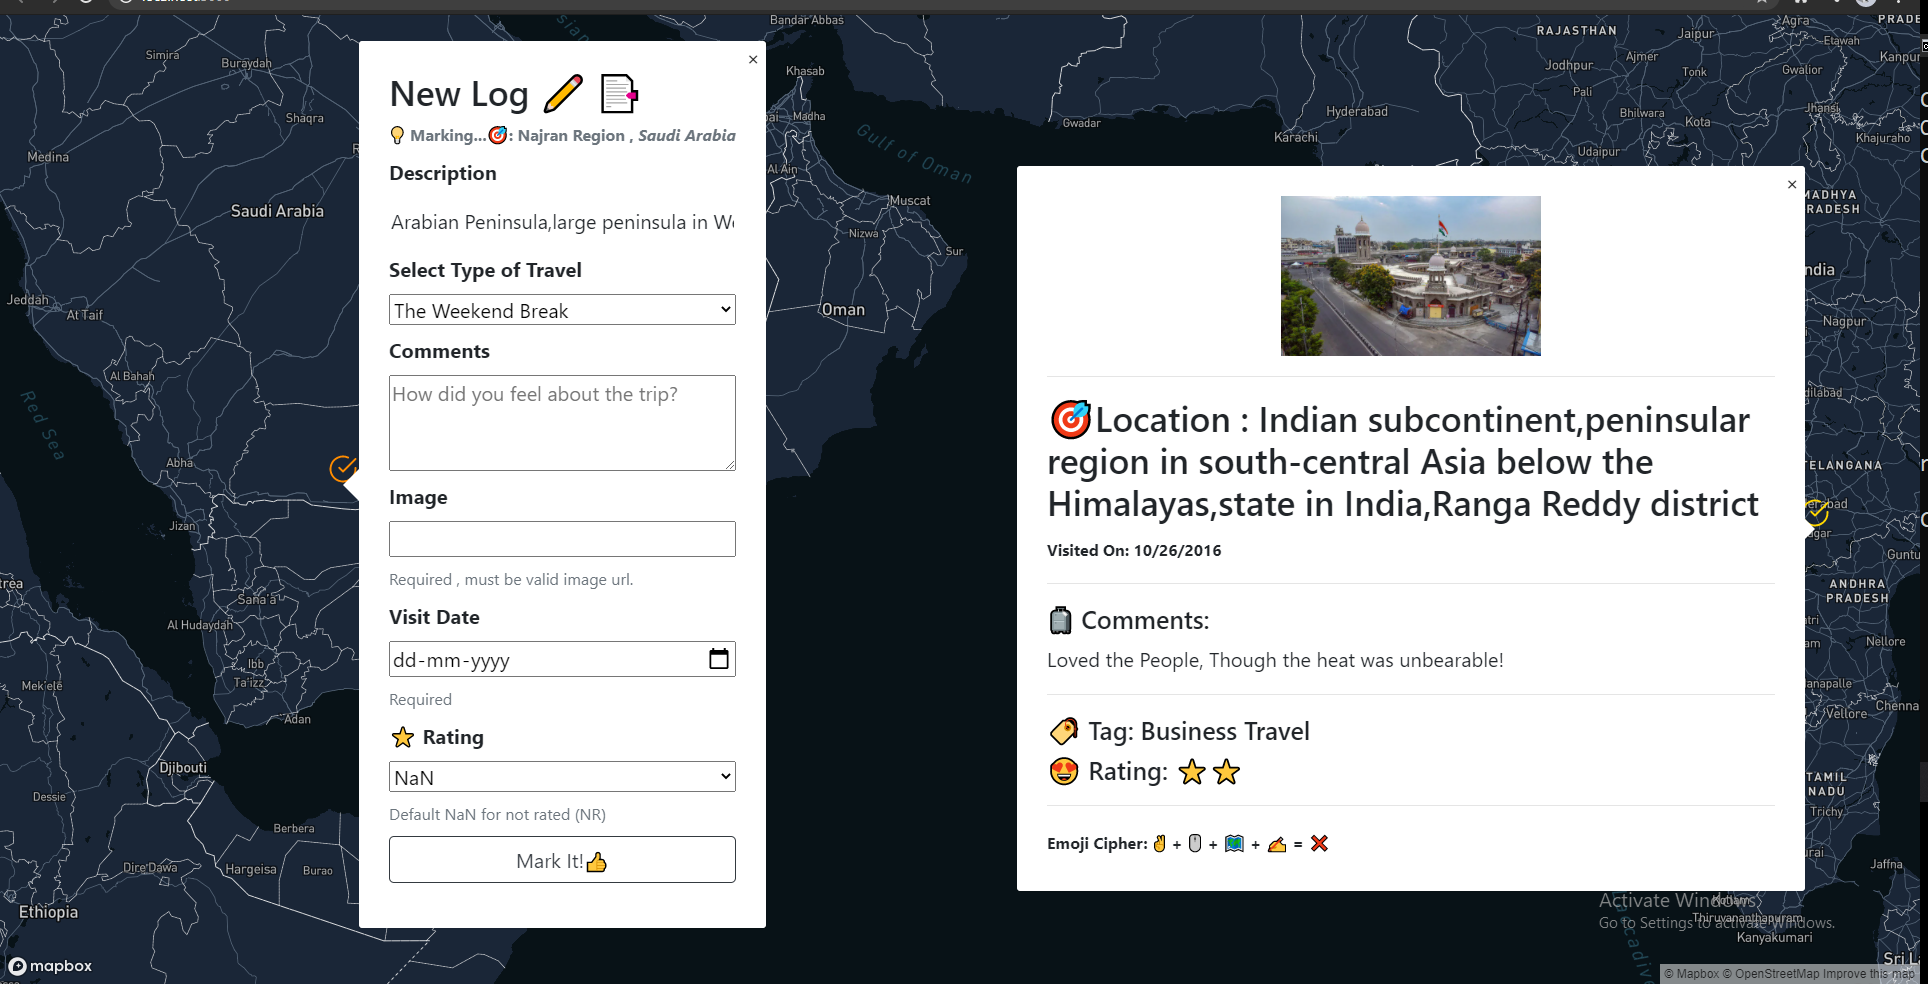 New Log
Marking...: Najran Region , Saudi Arabia
Description
Arabian Peninsula,large peninsula in We
Select Type of Travel
The Weekend Break
Comments
How did you feel about the trip?
Image
Required , must be valid image url.
Visit Date
dd-mm-yyyy
Required
Rating
NaN
Default NaN for not rated (NR)
Mark It!
×
×
Location : Indian subcontinent,peninsular
region in south-central Asia below the
Himalayas,state in India,Ranga Reddy district
Visited On: 10/26/2016
Comments:
Loved the People, Though the heat was unbearable!
Tag: Business Travel
Rating:
Emoji Cipher: + + + =
Simira
Buraydah
Shaqra
Medina
Saudi Arabia
Jeddah
At Taif
Al Bahah
Red Sea
Abha
Jizan
Sana'a
Al Hudaydah
Ibb
Ta'izz
Mek'elē
Adan
Djibouti
Dessie
Berbera
Dire Dawa
Hargeisa
Burao
Ethiopia
mapbox
Bandar Abbas
Khasab
Madha
Gulf of Oman
Al Ain
Muscat
Nizwa
Sur
Oman
Gwadar
Karachi
Hyderabad
RAJASTHAN
Jaipur
Agra
Etawah
Jodhpur
Ajmer
Tonk
Gwalior
Kanpur
Pali
Bhilwara
Kota
Jhansi
Khajuraho
Udaipur
MADHYA
Nagpur
TELANGANA
Guntu
ANDHRA
PRADESH
Nellore
Vellore
Chenna
TAMIL
NADU
Trichy
Jaffna
Activate Windows
Go to Settings to activate Windows.
Kollam
Thiruvananthapuram
Kanyakumari
Sri L
© Mapbox © OpenStreetMap Improve this map